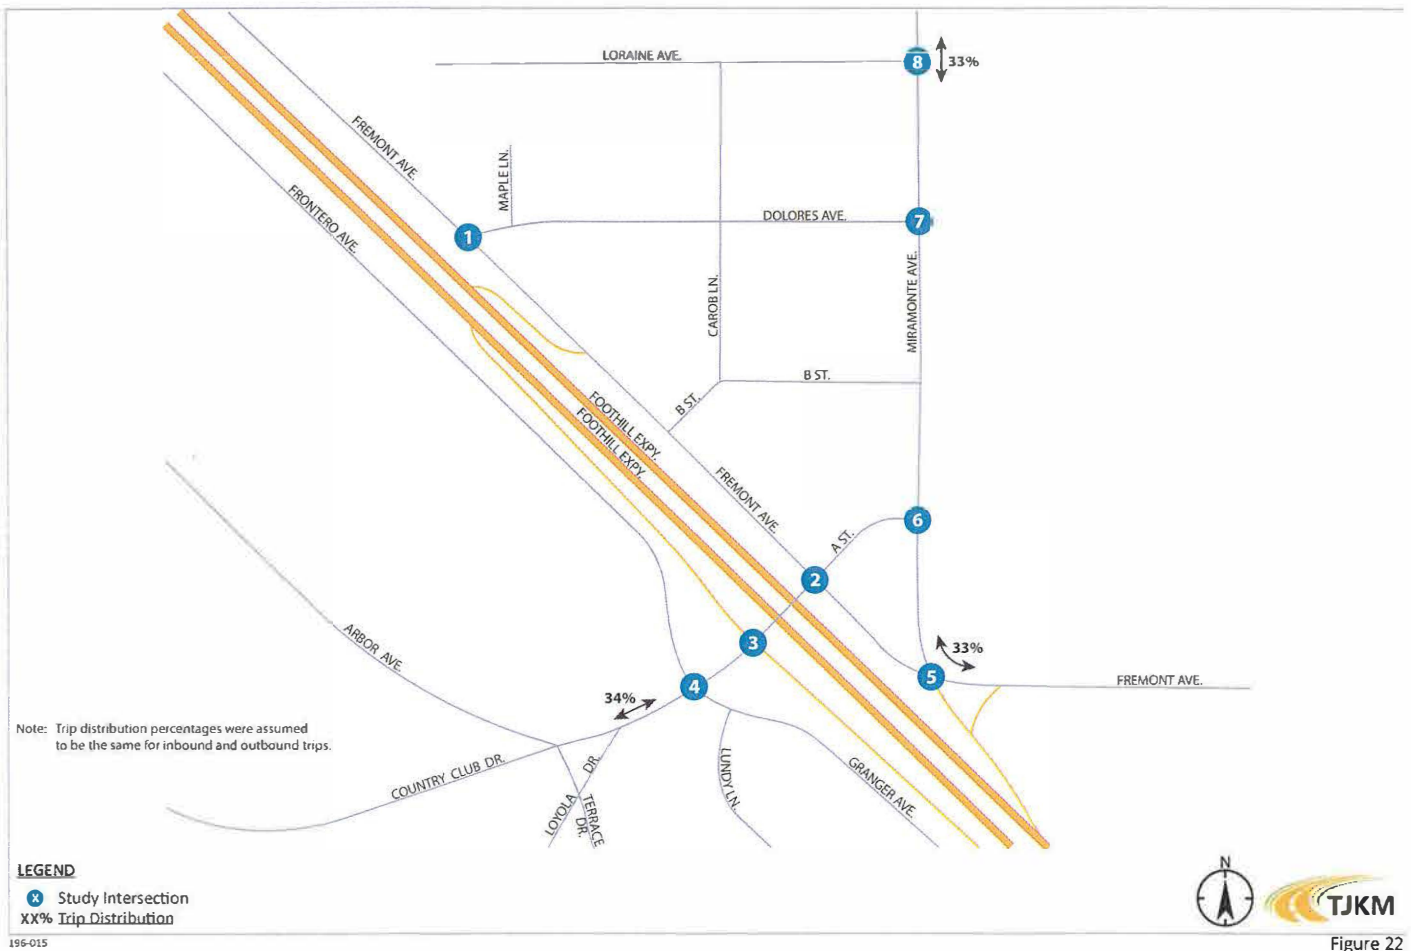 LORAINE AVE.
8
33%
FREMONT AVE.
MAPLE LN.
FRONTERO AVE.
DOLORES AVE.
7
1
MIRAMONTE AVE.
CAROB LN.
B ST.
B ST.
FOOTHILL EXPY.
FOOTHILL EXPY.
FREMONT AVE.
6
A ST.
2
3
33%
5
FREMONT AVE.
4
34%
ARBOR AVE.
Note: Trip distribution percentages were assumed
to be the same for inbound and outbound trips.
COUNTRY CLUB DR.
LOYOLA DR.
TERRACE
DR.
LUNDY LN.
GRANGER AVE.
LEGEND
X Study Intersection
XX% Trip Distribution
N
TJKM
196-015
Figure 22